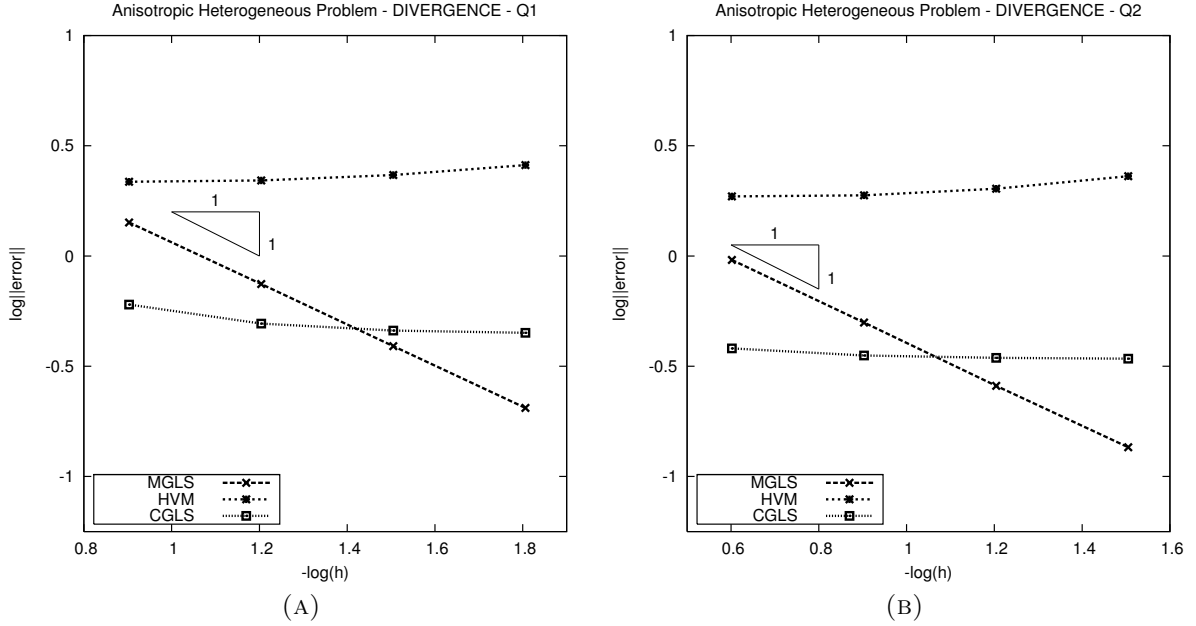 Anisotropic Heterogeneous Problem - DIVERGENCE - Q1
1
0.5
0
-0.5
-1
log||error||
1
1
MGLS
HVM
CGLS
0.8
1
1.2
1.4
1.6
1.8
-log(h)
(A)
Anisotropic Heterogeneous Problem - DIVERGENCE - Q2
1
0.5
0
-0.5
-1
log||error||
1
1
MGLS
HVM
CGLS
0.6
0.8
1
1.2
1.4
1.6
-log(h)
(B)